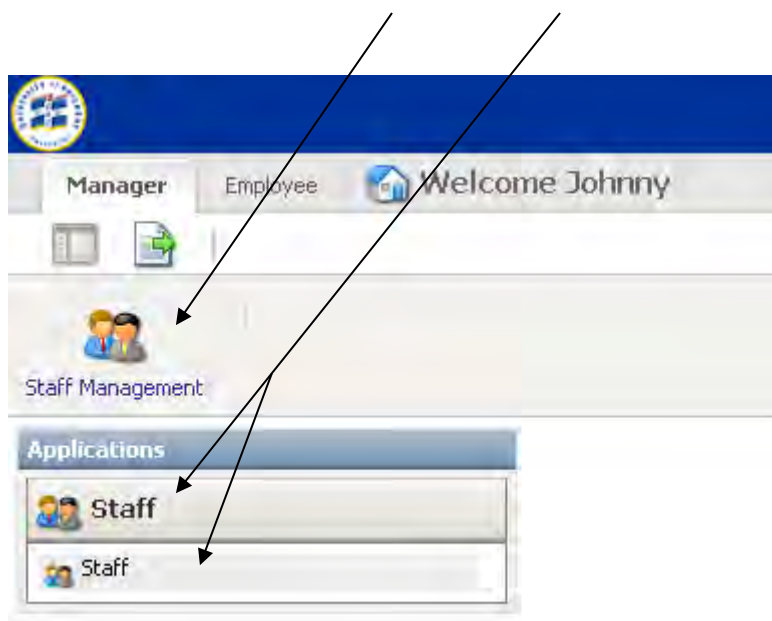 Manager Employee Welcome Johnny
Staff Management
Applications
Staff
Staff